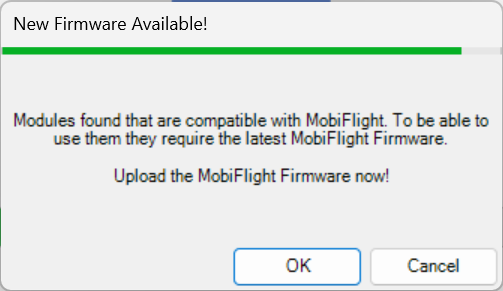 New Firmware Available!
Modules found that are compatible with MobiFlight. To be able to
use them they require the latest MobiFlight Firmware.
Upload the MobiFlight Firmware now!
OK
Cancel